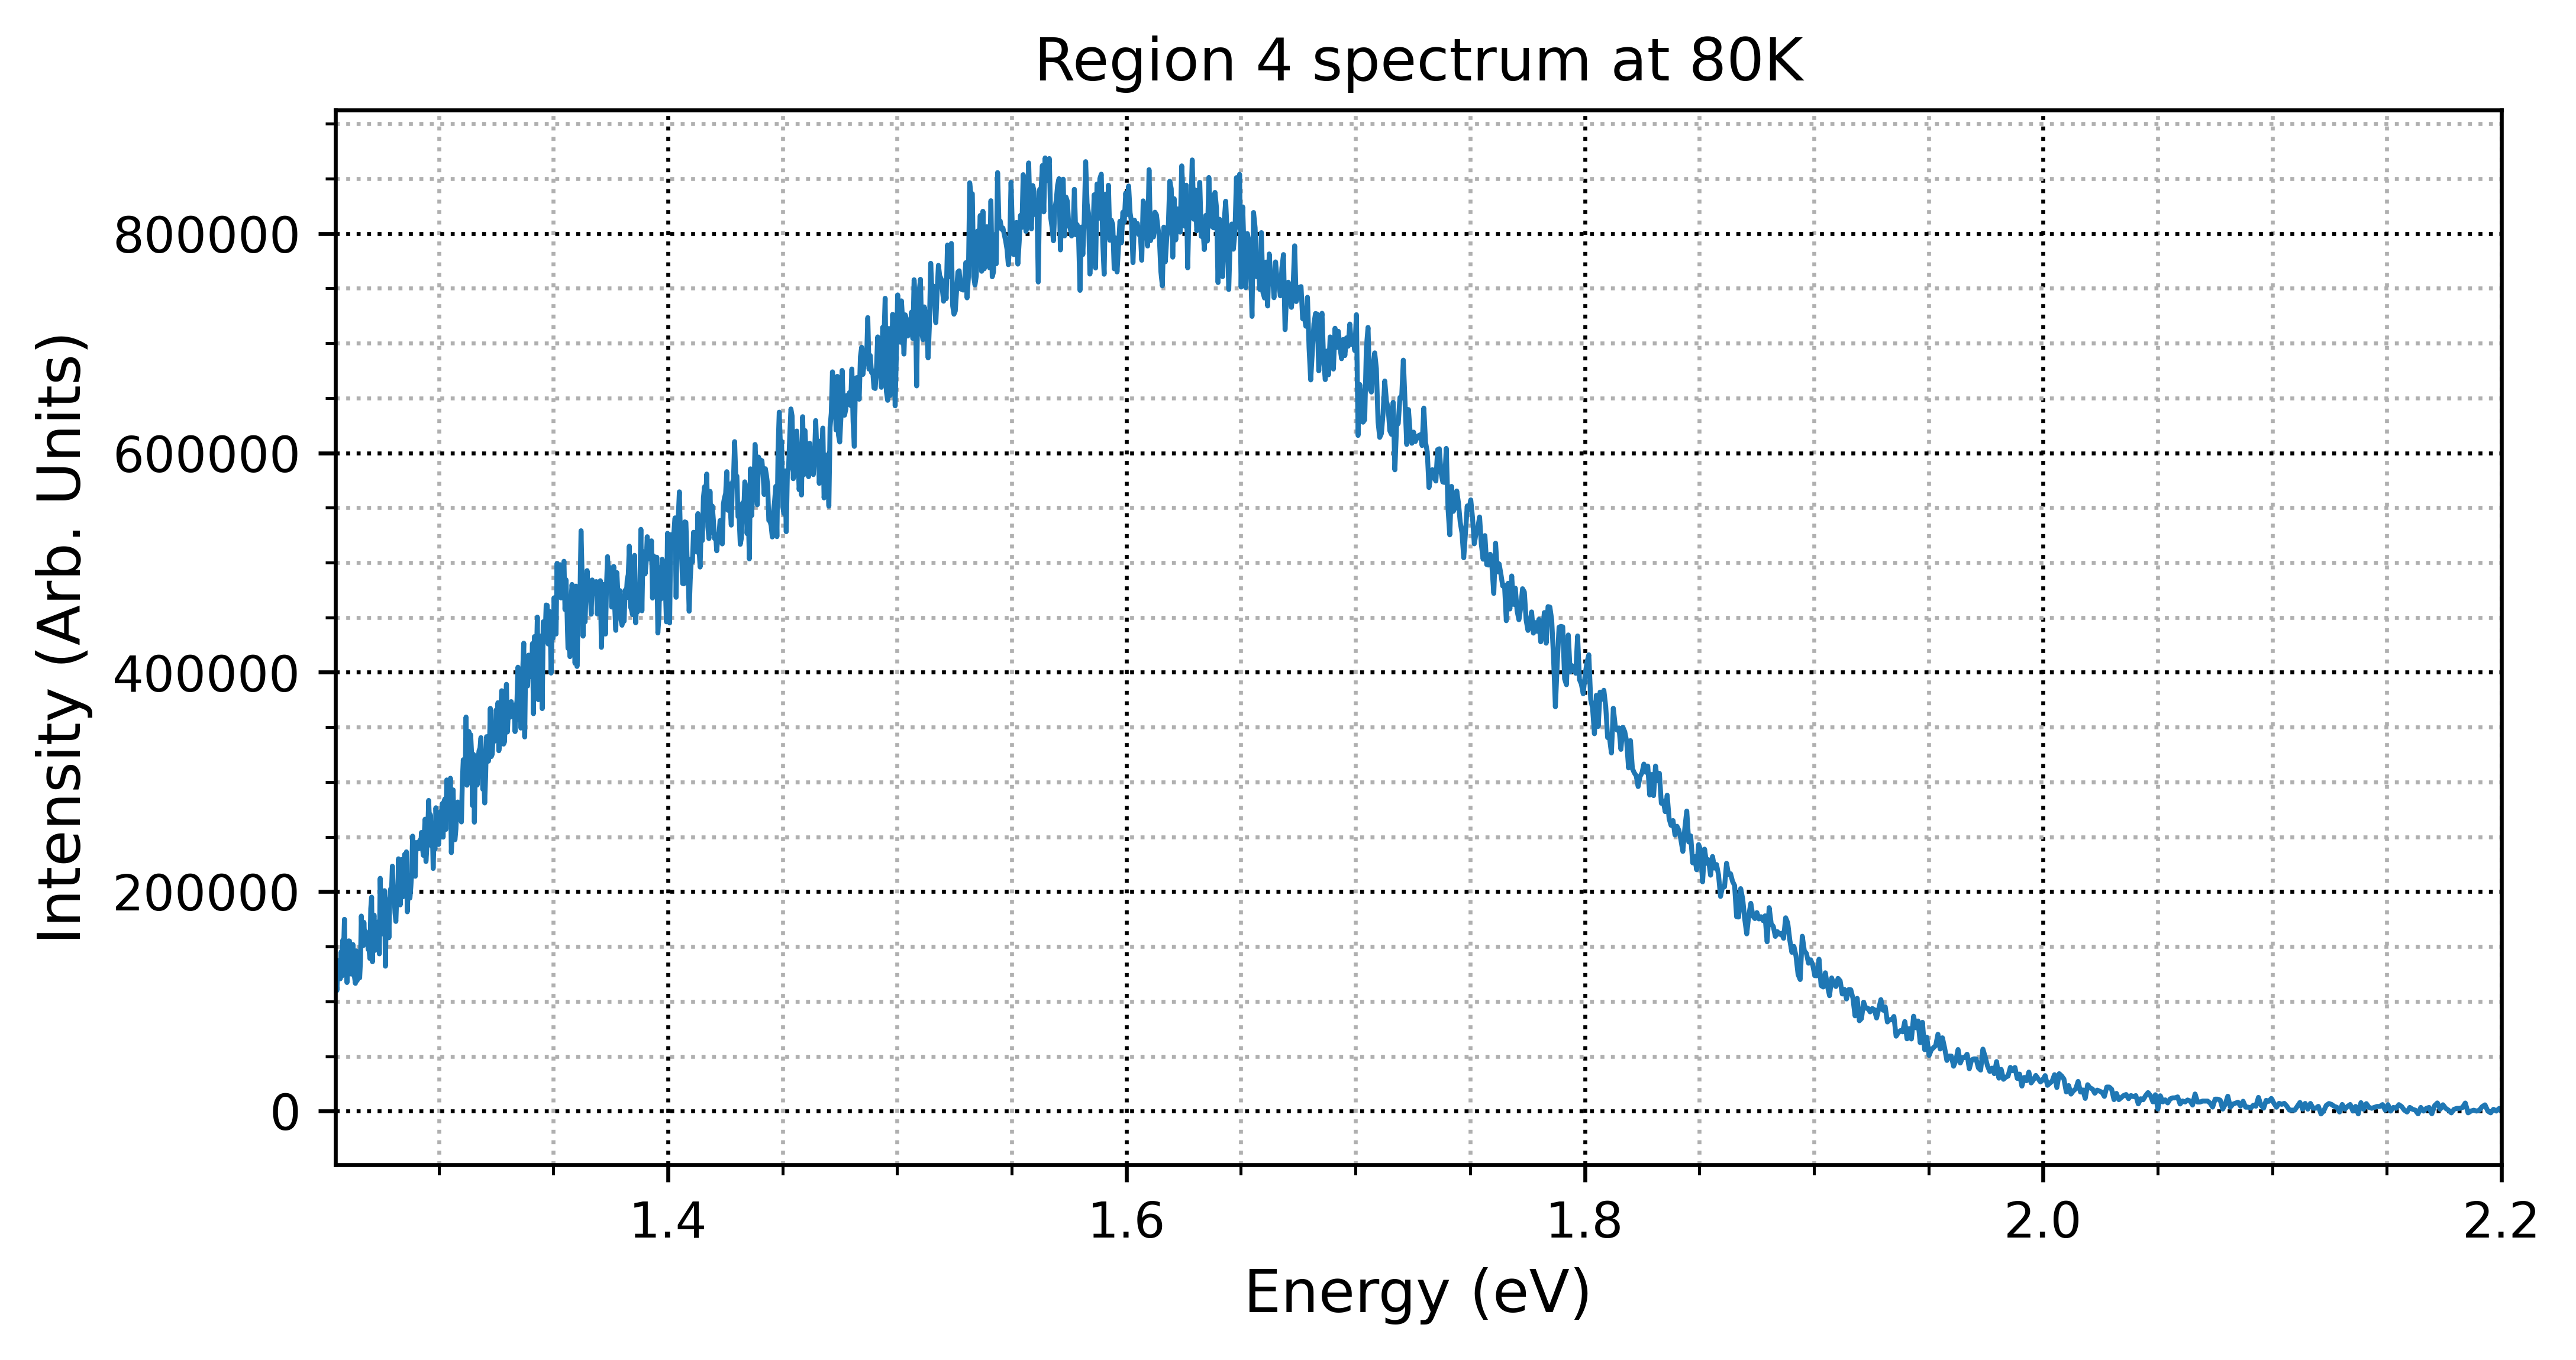 Region 4 spectrum at 80K
Intensity (Arb. Units)
800000
600000
400000
200000
0
1.4 1.6 1.8 2.0 2.2
Energy (eV)